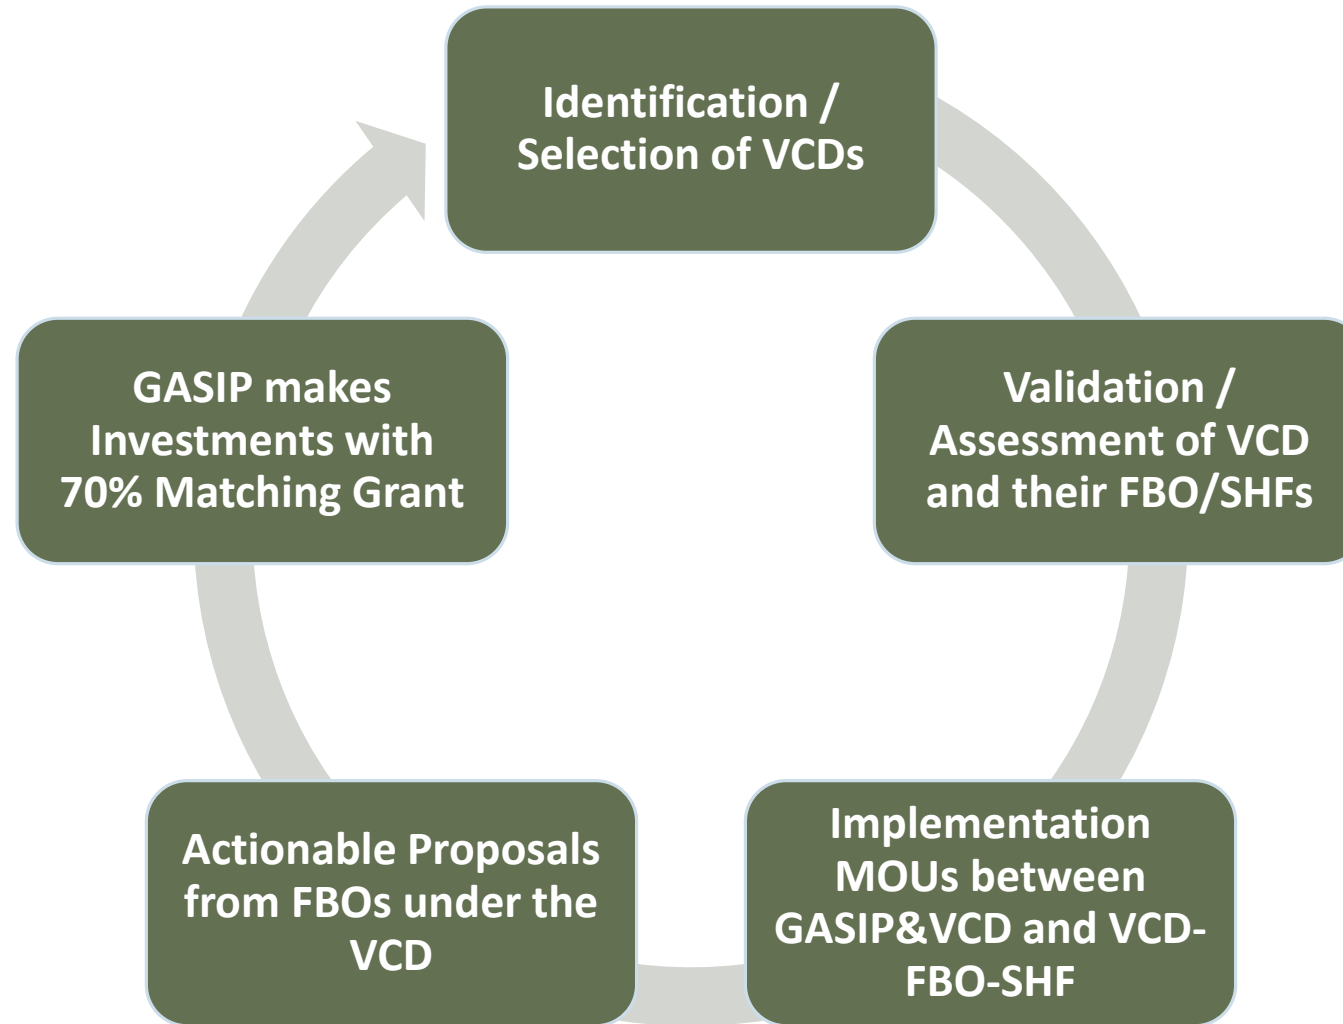 Identification /
Selection of VCDs
Validation /
Assessment of VCD
and their FBO/SHFs
Implementation
MOUs between
GASIP&VCD and VCD-
FBO-SHF
Actionable Proposals
from FBOs under the
VCD
GASIP makes
Investments with
70% Matching Grant